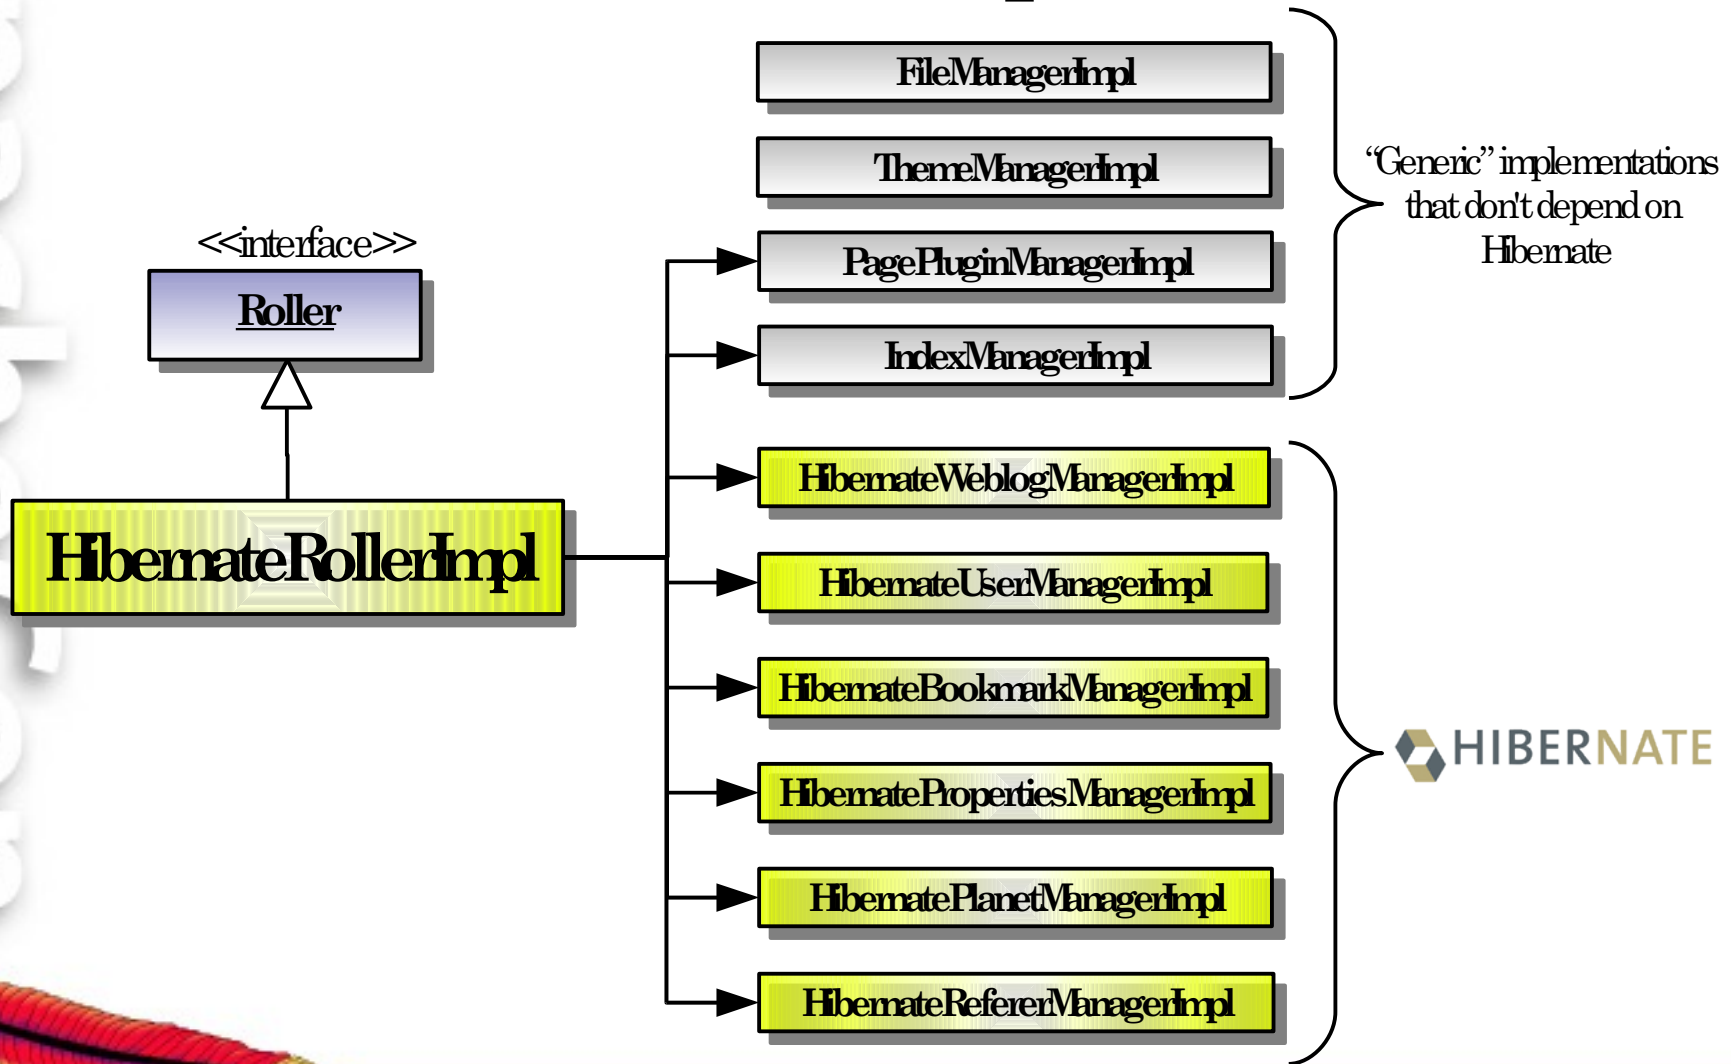 FileManagerImpl
ThemeManagerImpl
“Generic” implementations
that don't depend on
Hibernate
<<interface>>
Roller
PagePluginManagerImpl
IndexManagerImpl
HibernateWeblogManagerImpl
HibernateRollerImpl
HibernateUserManagerImpl
HibernateBookmarkManagerImpl
HIBERNATE
HibernatePropertiesManagerImpl
HibernatePlanetManagerImpl
HibernateRefererManagerImpl